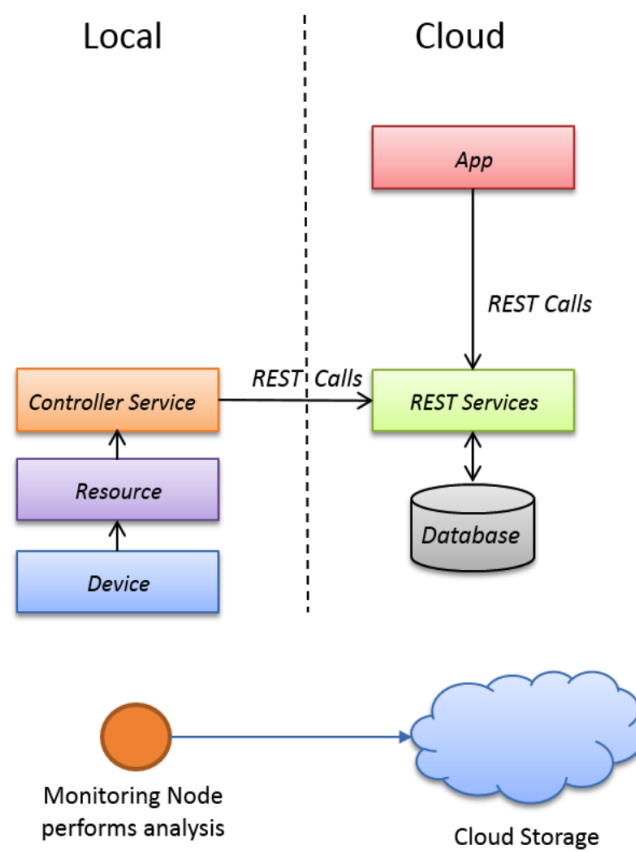 Local
Cloud
App
REST Calls
REST Calls
Controller Service
REST Services
Resource
Database
Device
Monitoring Node
performs analysis
Cloud Storage